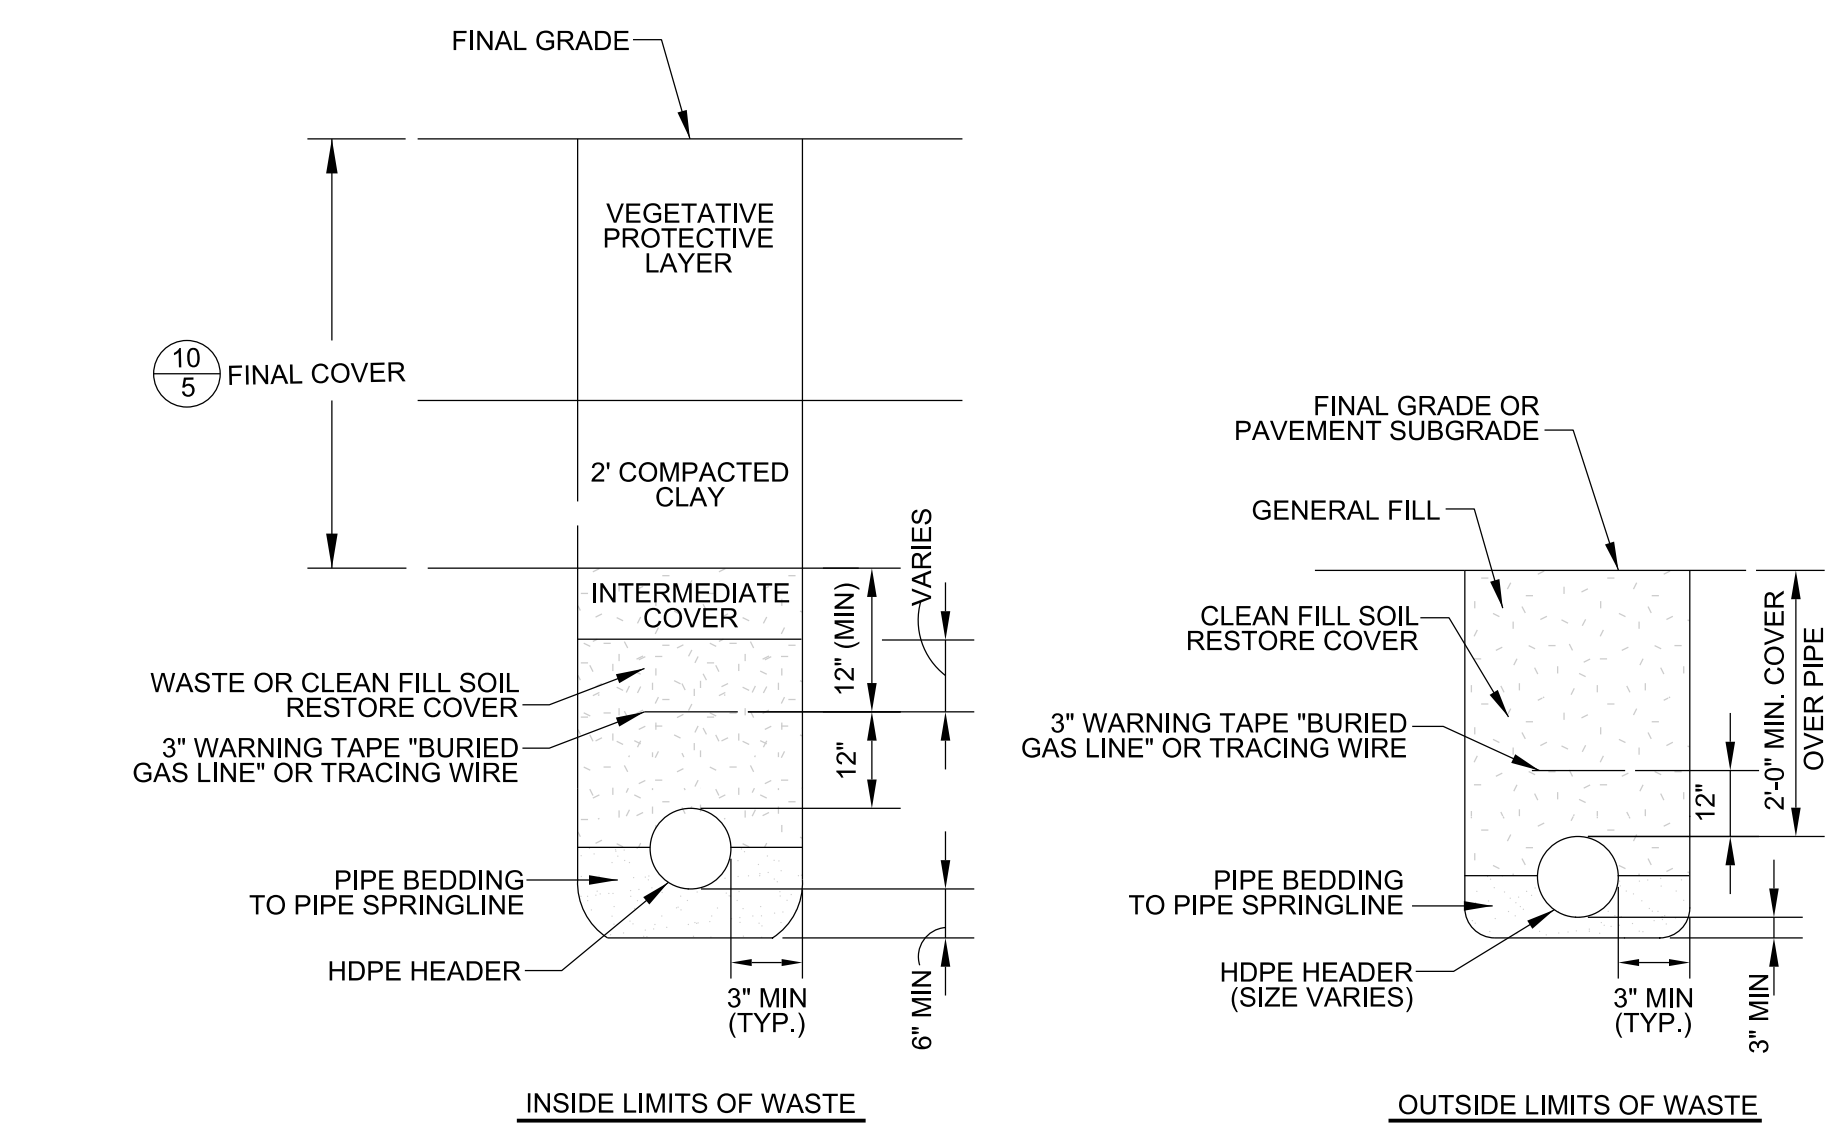 FINAL GRADE
VEGETATIVE
PROTECTIVE
LAYER
10
5
FINAL COVER
2' COMPACTED
CLAY
INTERMEDIATE
COVER
VARIES
12" (MIN)
WASTE OR CLEAN FILL SOIL
RESTORE COVER
3" WARNING TAPE "BURIED
GAS LINE" OR TRACING WIRE
12"
PIPE BEDDING
TO PIPE SPRINGLINE
HDPE HEADER
3" MIN
(TYP.)
6" MIN
INSIDE LIMITS OF WASTE
FINAL GRADE OR
PAVEMENT SUBGRADE
GENERAL FILL
CLEAN FILL SOIL
RESTORE COVER
3" WARNING TAPE "BURIED
GAS LINE" OR TRACING WIRE
2'-0" MIN. COVER
OVER PIPE
12"
PIPE BEDDING
TO PIPE SPRINGLINE
HDPE HEADER
(SIZE VARIES)
3" MIN
(TYP.)
3" MIN
OUTSIDE LIMITS OF WASTE